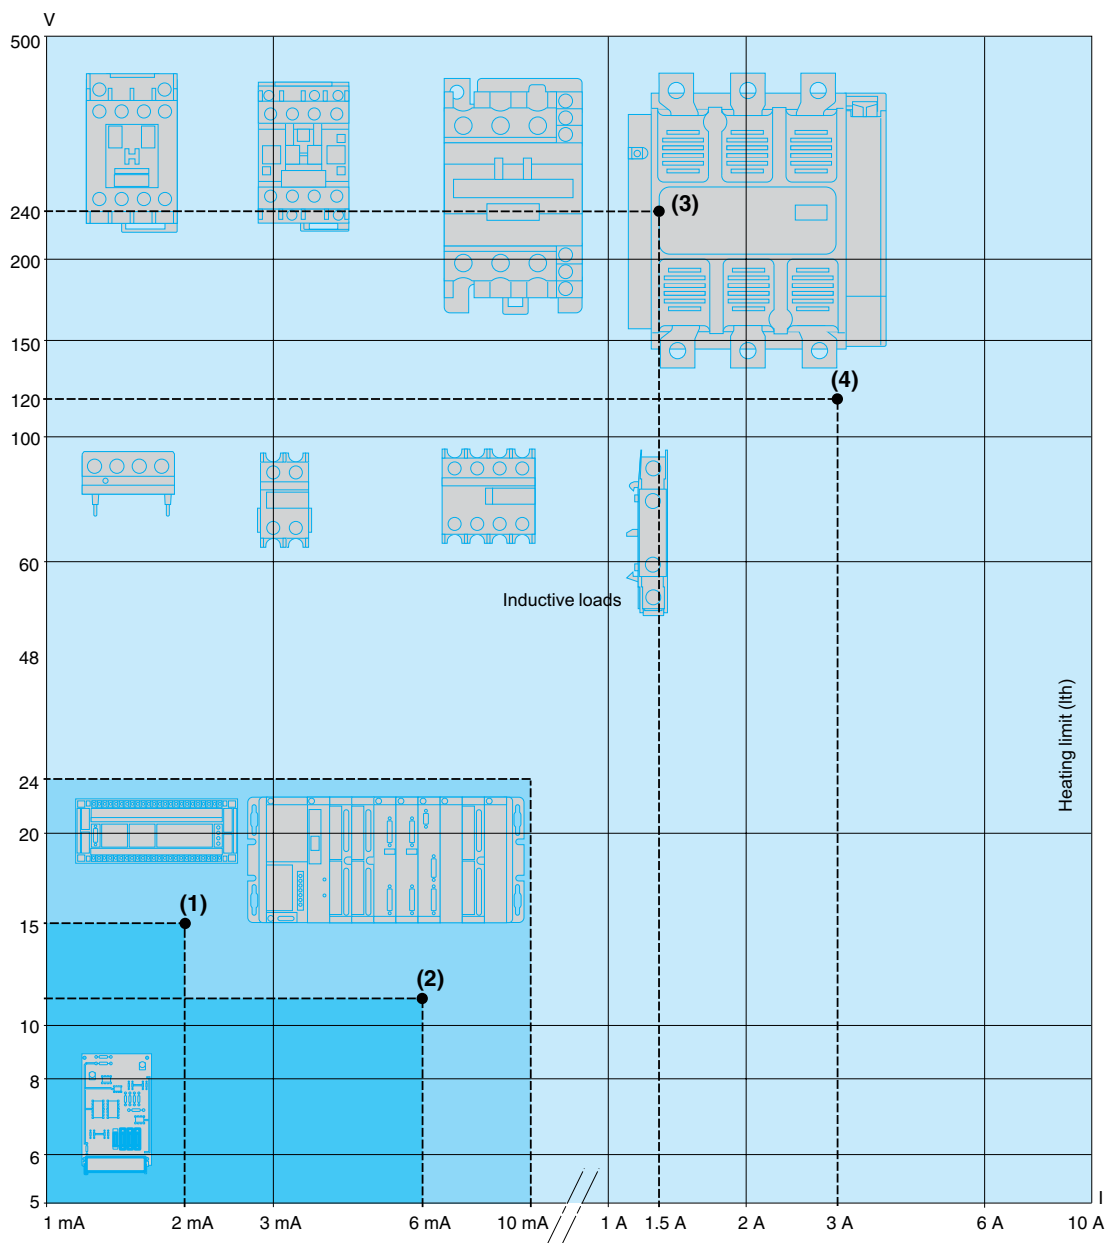 V
500
240
(3)
200
150
120
(4)
100
60
Inductive loads
48
Heating limit (Ith)
24
20
15
(1)
(2)
10
8
6
5
I
1 mA
2 mA
3 mA
6 mA
10 mA
1 A
1.5 A
2 A
3 A
6 A
10 A